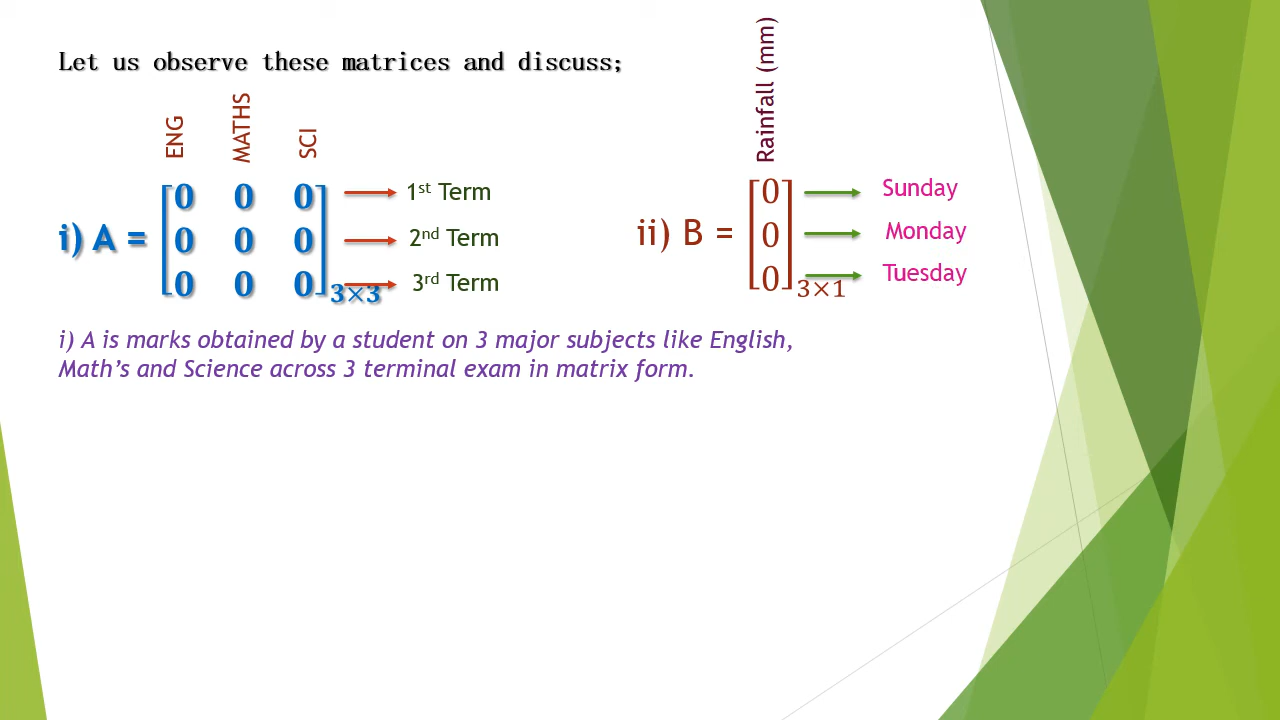 Let us observe these matrices and discuss;
ENG MATHS SCI
i) A =
0 0 0
0 0 0
0 0 0
3×3
1st Term
2nd Term
3rd Term
Rainfall (mm)
ii) B =
0
0
0
3×1
Sunday
Monday
Tuesday
i) A is marks obtained by a student on 3 major subjects like English,
Math’s and Science across 3 terminal exam in matrix form.